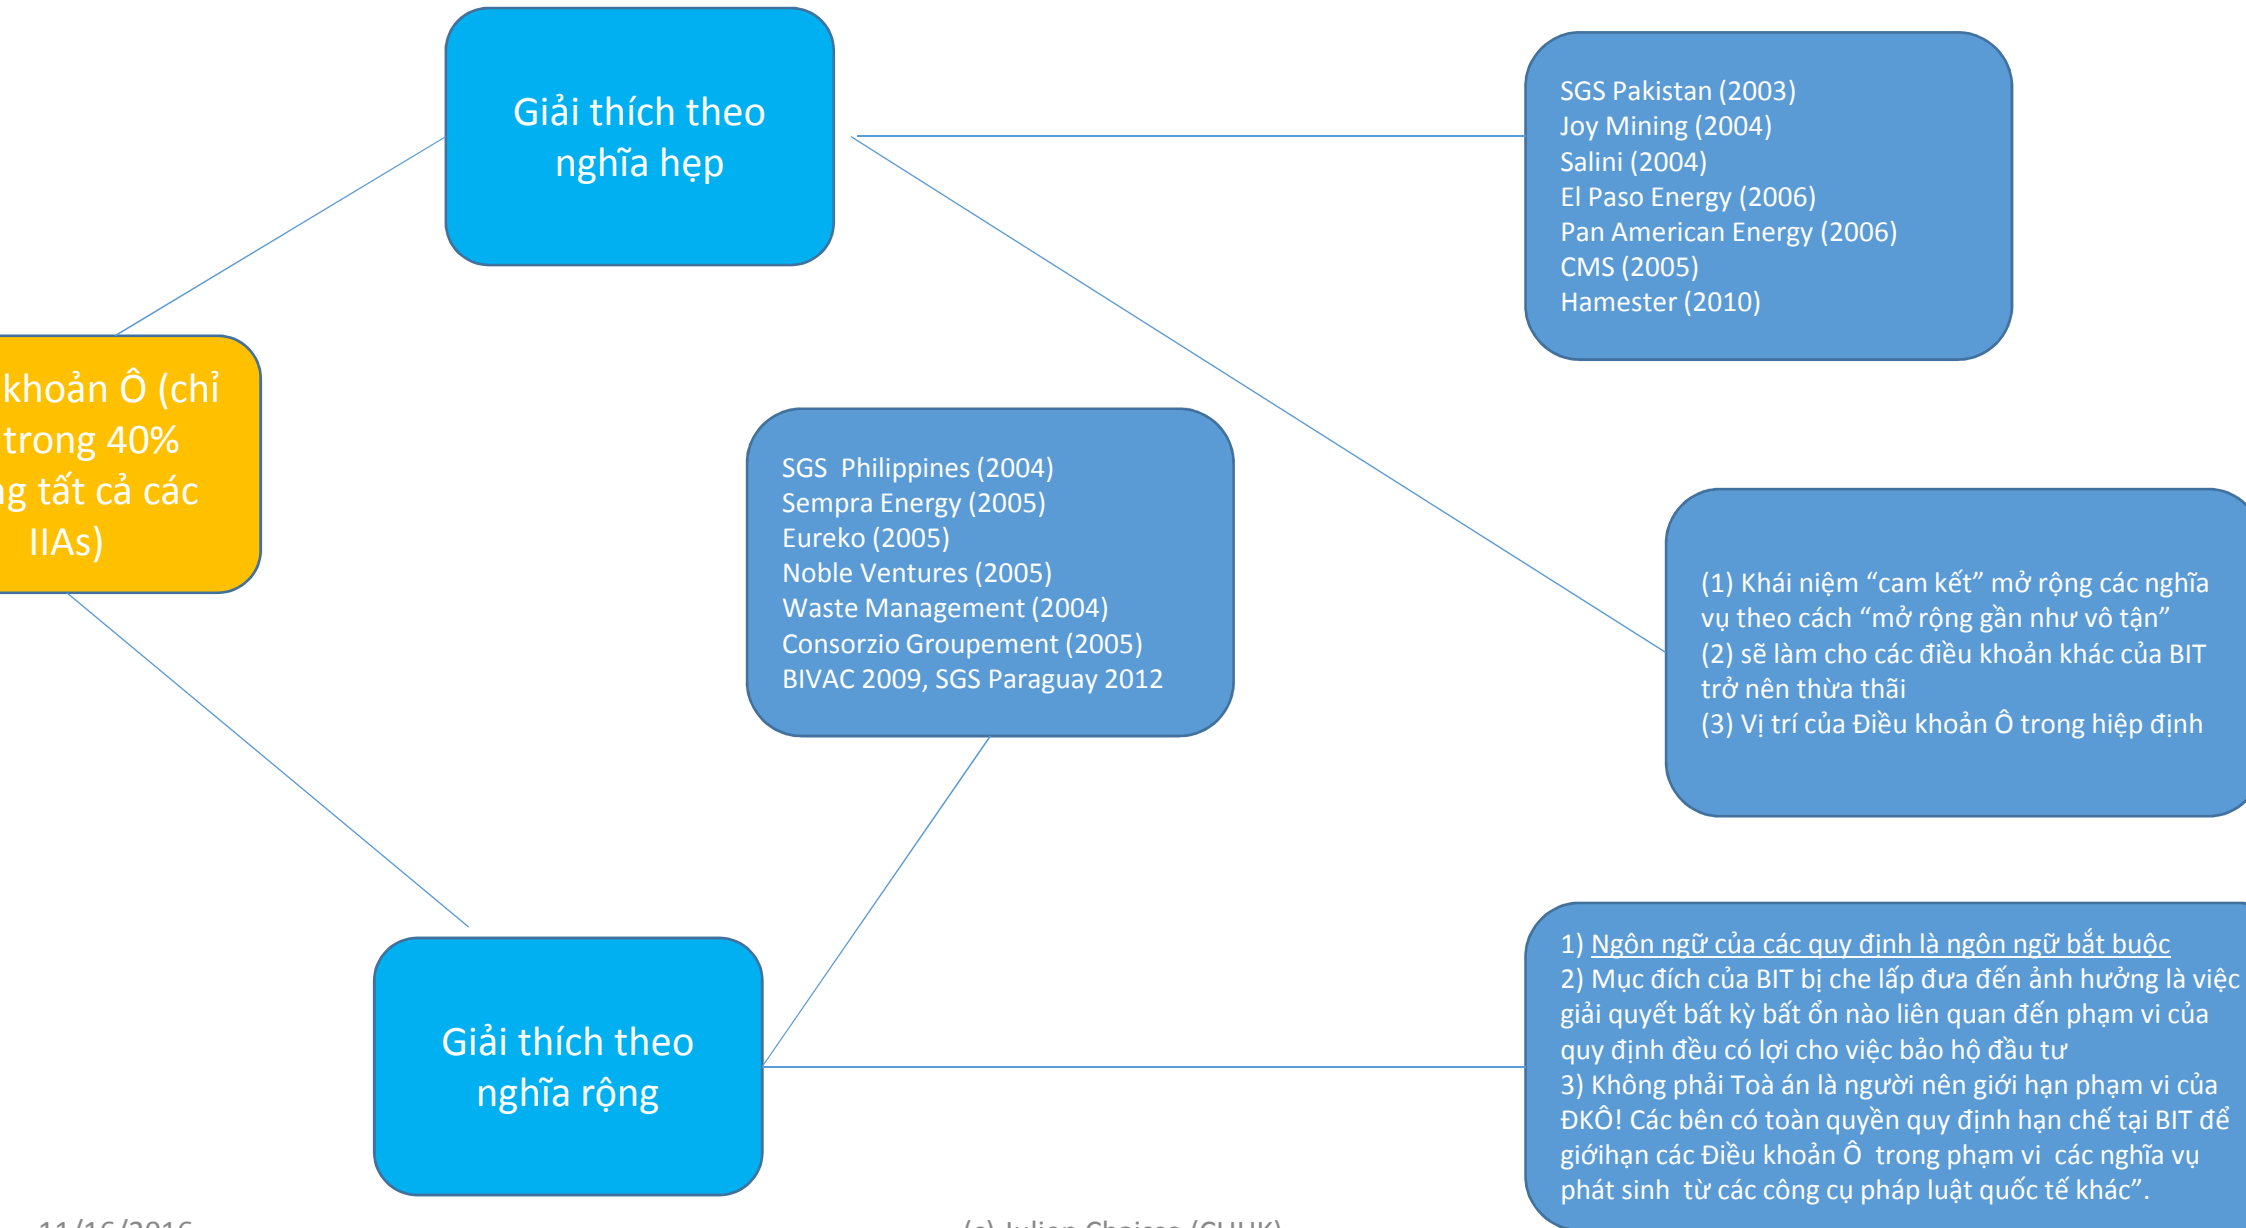 Giải thích theo
nghĩa hẹp
SGS Pakistan (2003)
Joy Mining (2004)
Salini (2004)
El Paso Energy (2006)
Pan American Energy (2006)
CMS (2005)
Hamester (2010)
khoản Ô (chỉ
trong 40%
tất cả các
IIAs)
SGS Philippines (2004)
Sempra Energy (2005)
Eureko (2005)
Noble Ventures (2005)
Waste Management (2004)
Consorzio Groupement (2005)
BIVAC 2009, SGS Paraguay 2012
(1) Khái niệm “cam kết” mở rộng các nghĩa
vụ theo cách “mở rộng gần như vô tận”
(2) sẽ làm cho các điều khoản khác của BIT
trở nên thừa thãi
(3) Vị trí của Điều khoản Ô trong hiệp định
Giải thích theo
nghĩa rộng
1) Ngôn ngữ của các quy định là ngôn ngữ bắt buộc
2) Mục đích của BIT bị che lấp đưa đến ảnh hưởng là việc
giải quyết bất kỳ bất ổn nào liên quan đến phạm vi của
quy định đều có lợi cho việc bảo hộ đầu tư
3) Không phải Toà án là người nên giới hạn phạm vi của
ĐKÔ! Các bên có toàn quyền quy định hạn chế tại BIT để
giớihạn các Điều khoản Ô trong phạm vi các nghĩa vụ
phát sinh từ các công cụ pháp luật quốc tế khác”.
11/16/2016
(c) Julien Chaisse (CUHK)